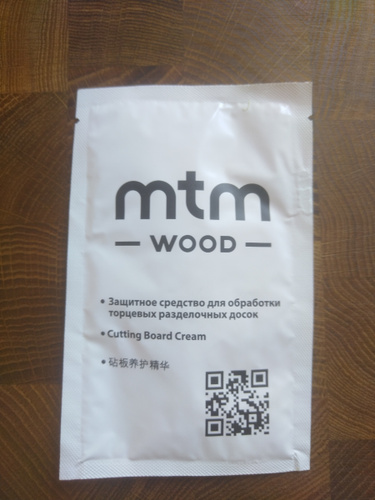 mtm
— WOOD —
• Защитное средство для обработки
торцевых разделочных досок
• Cutting Board Cream
• 砧板养护精华